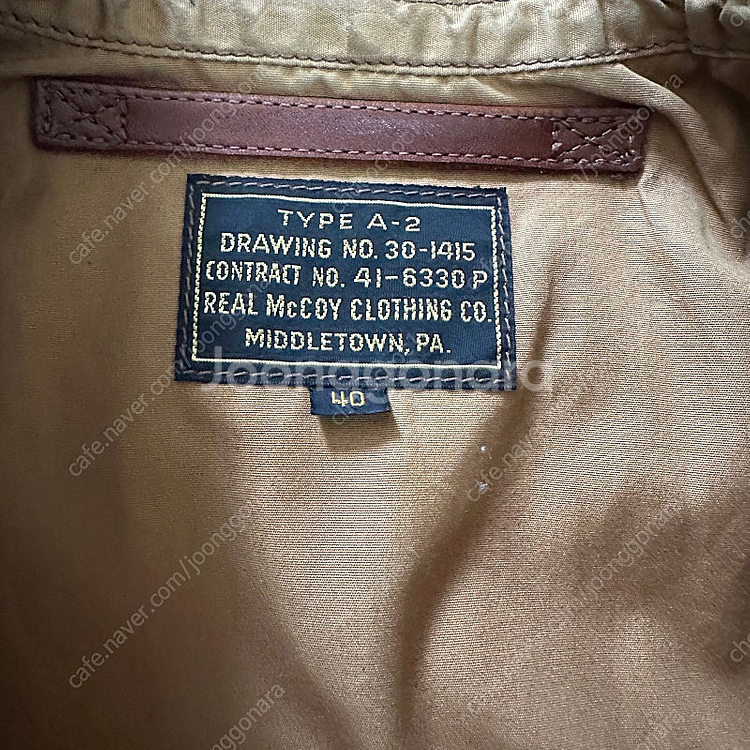 TYPE A-2
DRAWING NO. 30-1415
CONTRACT NO. 41-6330 P
REAL McCOY CLOTHING CO.
MIDDLETOWN, PA.
Joonggonara
40
cafe.naver.com/joonggonara